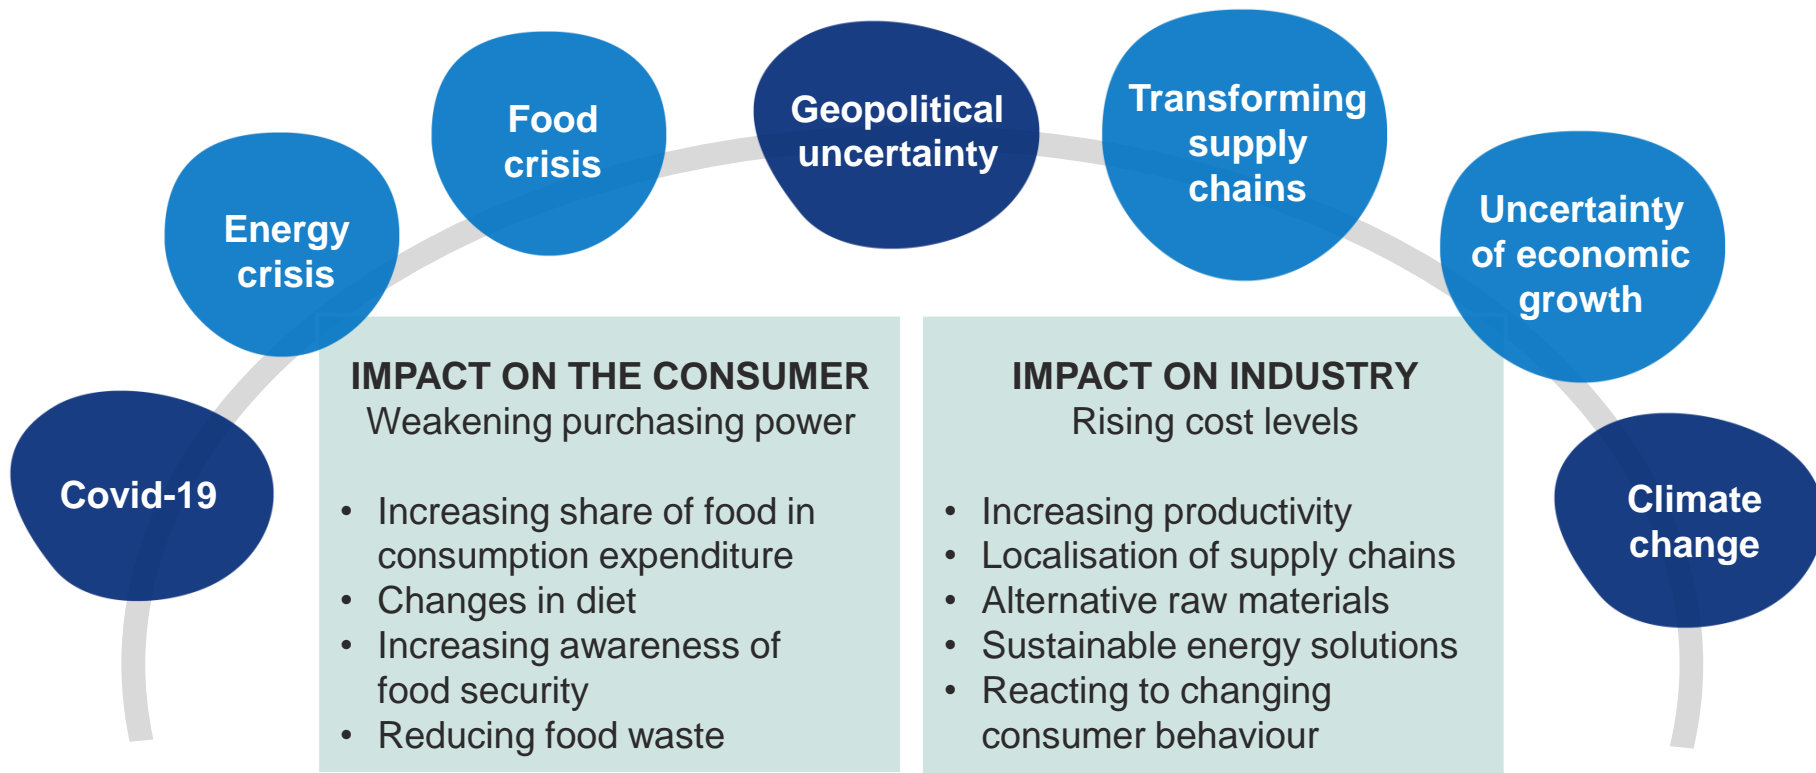 Food
crisis
Geopolitical
uncertainty
Transforming
supply
chains
Energy
crisis
Uncertainty
of economic
growth
Covid-19
Climate
change
IMPACT ON THE CONSUMER
Weakening purchasing power
• Increasing share of food in
consumption expenditure
• Changes in diet
• Increasing awareness of
food security
• Reducing food waste
IMPACT ON INDUSTRY
Rising cost levels
• Increasing productivity
• Localisation of supply chains
• Alternative raw materials
• Sustainable energy solutions
• Reacting to changing
consumer behaviour